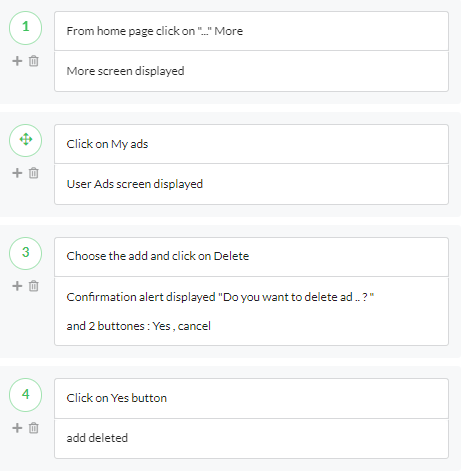 1
From home page click on "..." More
More screen displayed
Click on My ads
User Ads screen displayed
3
Choose the add and click on Delete
Confirmation alert displayed "Do you want to delete ad .. ? "
and 2 buttones : Yes , cancel
4
Click on Yes button
add deleted